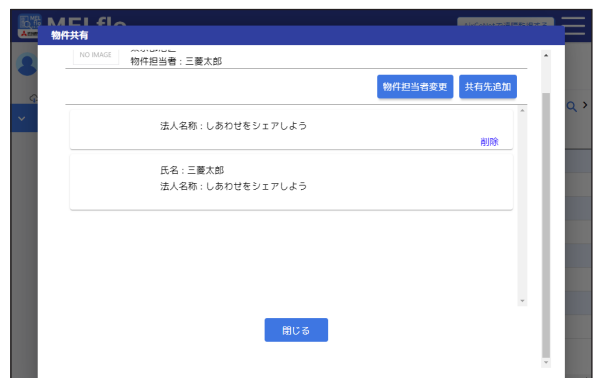 MELflo
物件共有
NO IMAGE
物件担当者：三菱太郎
物件担当者変更
共有先追加
法人名称：しあわせをシェアしよう
削除
氏名：三菱太郎
法人名称：しあわせをシェアしよう
閉じる